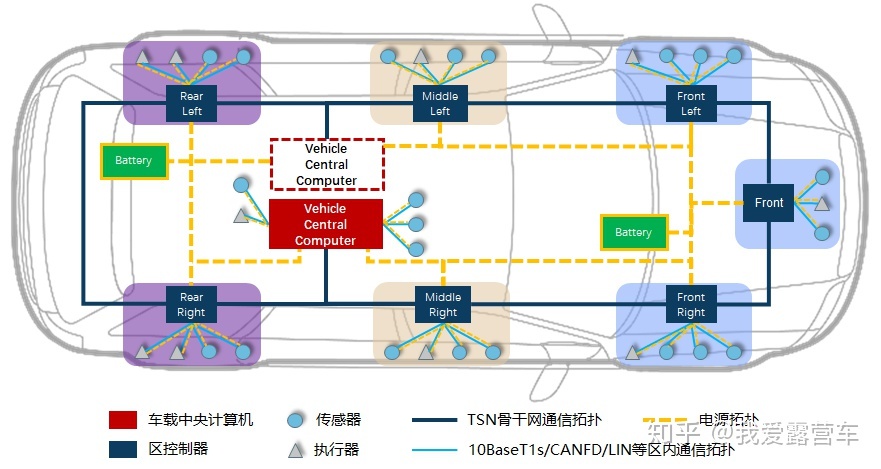 Rear
Left
Middle
Left
Front
Left
Battery
Vehicle
Central
Computer
Vehicle
Central
Computer
Front
Battery
Rear
Right
Middle
Right
Front
Right
车载中央计算机
传感器
TSN骨干网通信拓扑
电源拓扑
区控制器
执行器
10BaseT1s/CANFD/LIN等区内通信拓扑
知乎 @我爱露营车